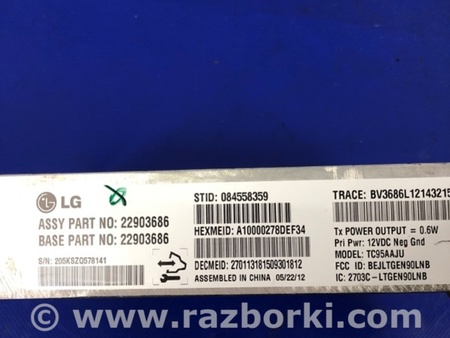 LG
ASSY PART NO: 22903686
BASE PART NO: 22903686
S/N: 205KSZQ578141
STID: 084558359
HEXMEID: A10000278DEF34
DECMEID: 270113181509301812
ASSEMBLED IN CHINA 05/22/12
TRACE: BV3686L12143215
Tx POWER OUTPUT = 0.6W
Pri Pwr: 12VDC Neg Gnd
MODEL: TC95AAJU
FCC ID: BEJLTGEN90LNB
IC: 2703C-LTGEN90LNB
www.razborki.com